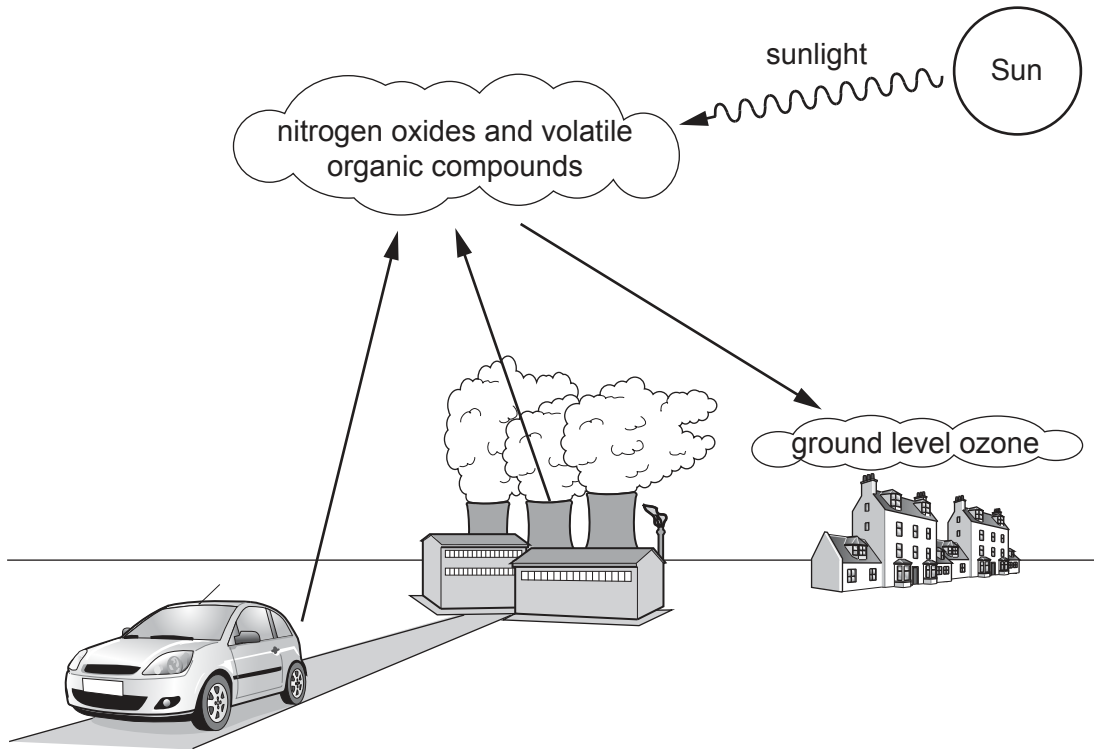 sunlight
Sun
nitrogen oxides and volatile
organic compounds
ground level ozone